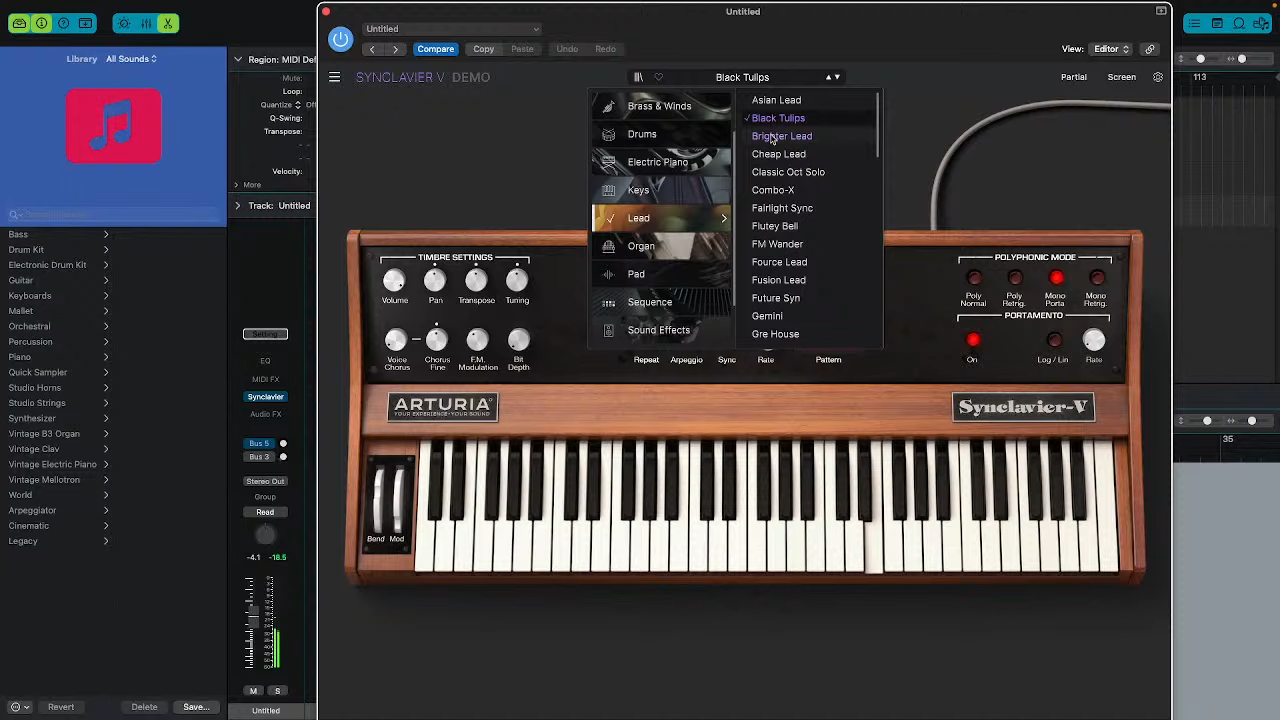 Untitled
Untitled
Compare
Copy
Paste
Undo
Redo
View:
Editor
SYNCLAVIER V DEMO
Black Tulips
Partial
Screen
Library
All Sounds
Bass
Drum Kit
Electronic Drum Kit
Guitar
Keyboards
Mallet
Orchestral
Percussion
Piano
Quick Sampler
Studio Horns
Studio Strings
Synthesizer
Vintage B3 Organ
Vintage Clav
Vintage Electric Piano
Vintage Mellotron
World
Arpeggiator
Cinematic
Legacy
Revert
Delete
Save...
Region: MIDI Def
Mute:
Loop:
Quantize
Q-Swing:
Transpose:
Velocity:
More
Track: Untitled
Setting
EQ
MIDI FX
Synclavier
Audio FX
Bus 5
Bus 3
Stereo Out
Group
Read
-4.1 -18.5
M S
Untitled
Brass & Winds
Drums
Electric Piano
Keys
Lead
Organ
Pad
Sequence
Sound Effects
Asian Lead
Black Tulips
Brighter Lead
Cheap Lead
Classic Oct Solo
Combo-X
Fairlight Sync
Flutey Bell
FM Wander
Fource Lead
Fusion Lead
Future Syn
Gemini
Gre House
TIMBRE SETTINGS
Volume
Pan
Transpose
Tuning
Voice Chorus
Chorus Fine
F.M. Modulation
Bit Depth
Repeat
Arpeggio
Sync
Rate
Pattern
POLYPHONIC MODE
Poly Normal
Poly Retrig.
Mono Porta
Mono Retrig.
PORTAMENTO
On
Log / Lin
Rate
ARTURIA
YOUR EXPERIENCE • YOUR SOUND
Synclavier-V
Bend
Mod
113
35